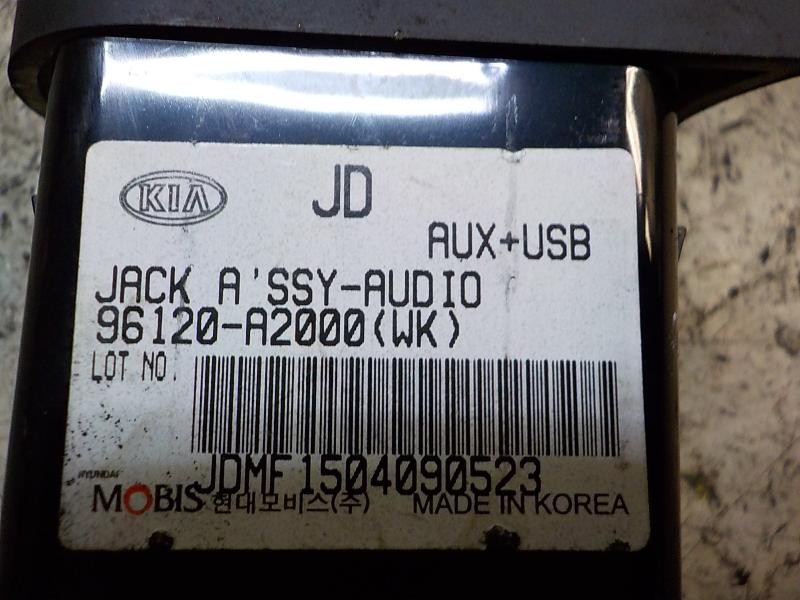 KIA
JD
AUX+USB
JACK A'SSY-AUDIO
96120-A2000(WK)
LOT NO.
JDMF1504090523
HYUNDAI
MOBIS 현대모비스(주) MADE IN KOREA